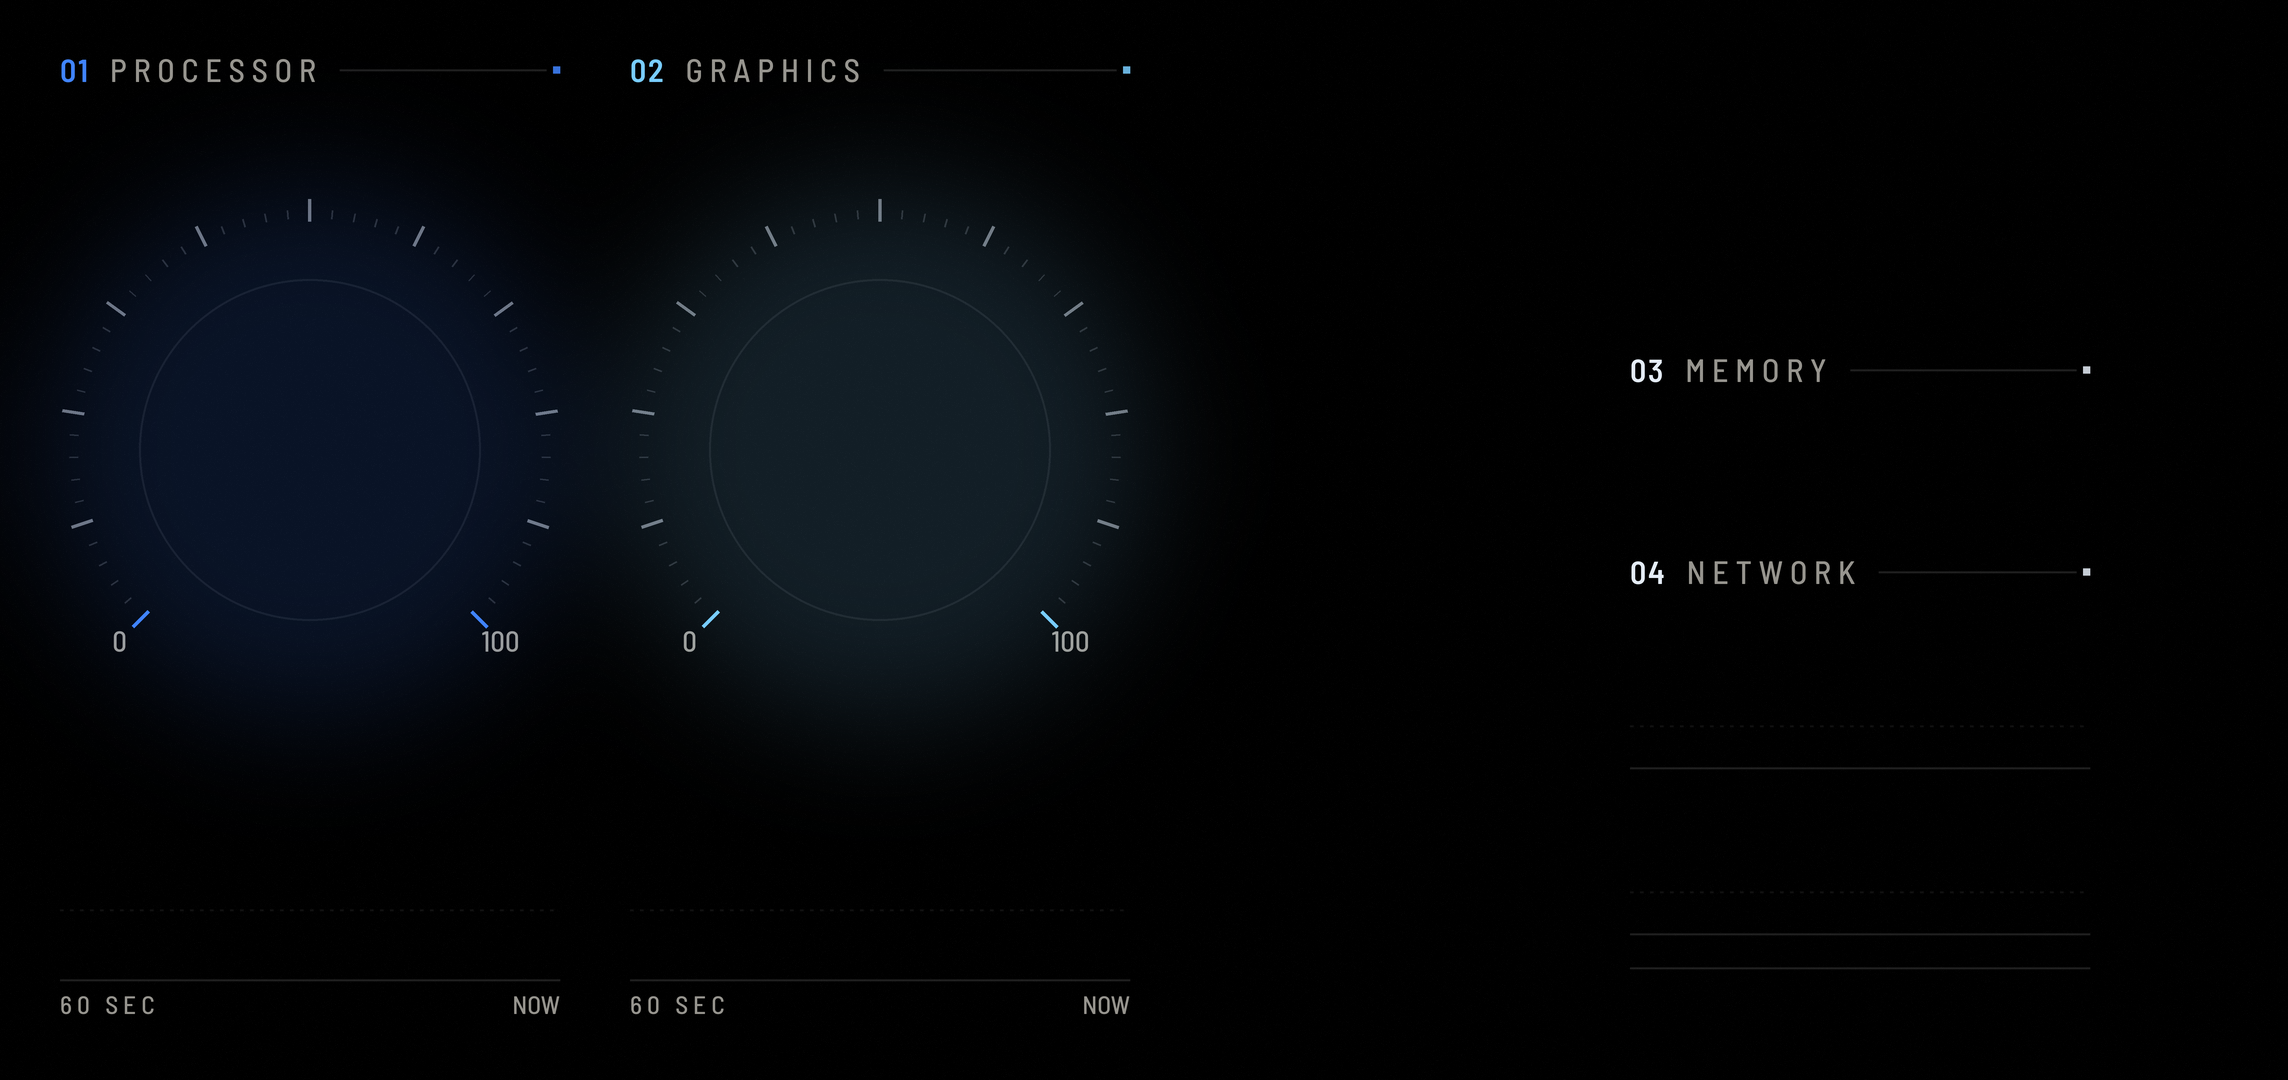 01 PROCESSOR
02 GRAPHICS
0
100
0
100
60 SEC
NOW
60 SEC
NOW
03 MEMORY
04 NETWORK